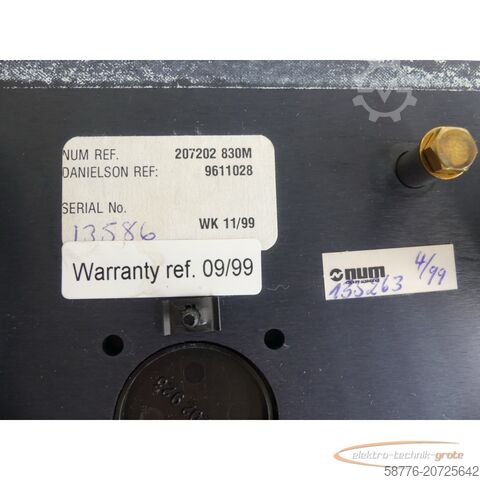 NUM REF. 207202 830M
DANIELSON REF: 9611028
SERIAL No.
13586 WK 11/99
Warranty ref. 09/99
num 4/99
155263
elektro-technik-grote
58776-20725642